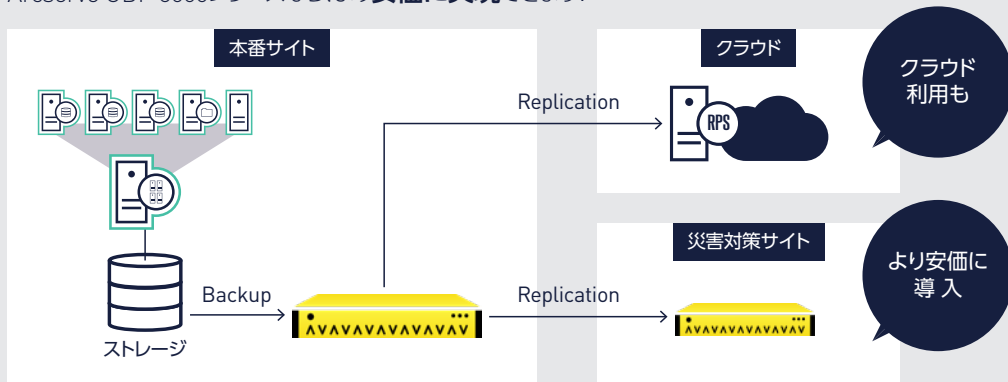 本番サイト
クラウド
クラウド
利用も
Replication
RPS
災害対策サイト
より安価に
導 入
Backup
Replication
ストレージ